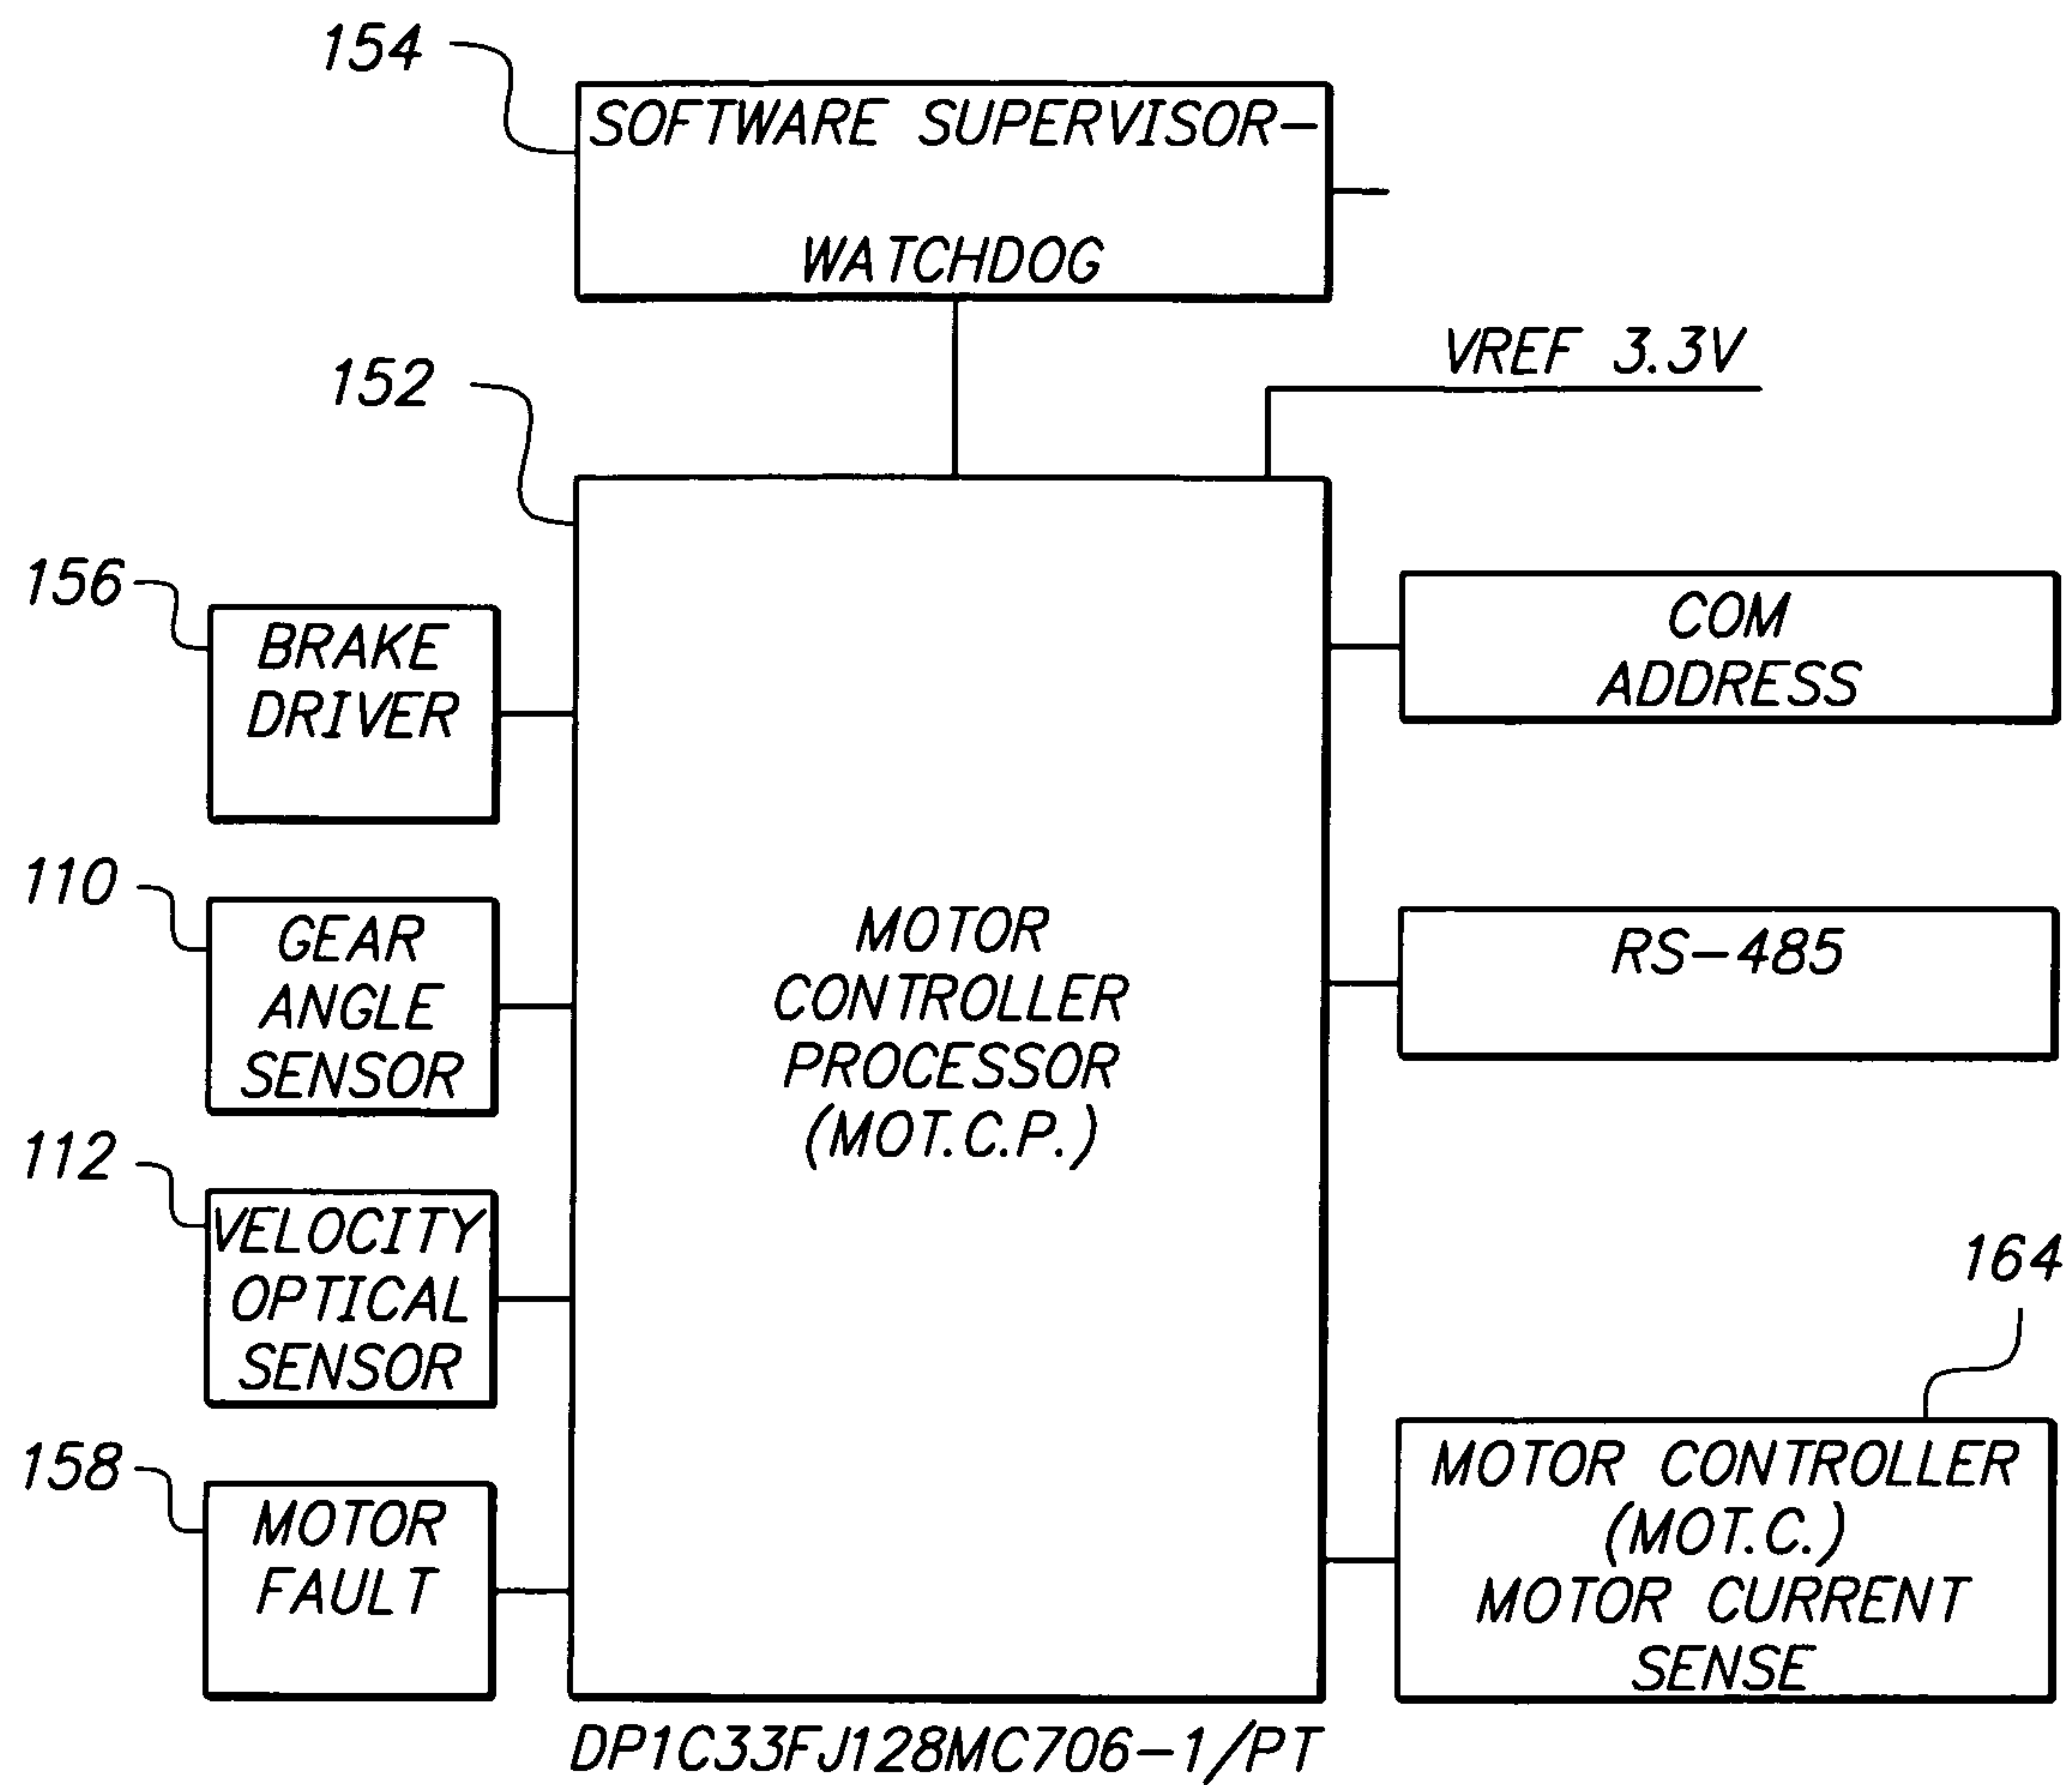 154
SOFTWARE SUPERVISOR-
WATCHDOG
VREF 3.3V
152
156
BRAKE
DRIVER
COM
ADDRESS
110
GEAR
ANGLE
SENSOR
MOTOR
CONTROLLER
PROCESSOR
(MOT.C.P.)
RS-485
112
VELOCITY
OPTICAL
SENSOR
164
158
MOTOR
FAULT
MOTOR CONTROLLER
(MOT.C.)
MOTOR CURRENT
SENSE
DP1C33FJ128MC706-1/PT